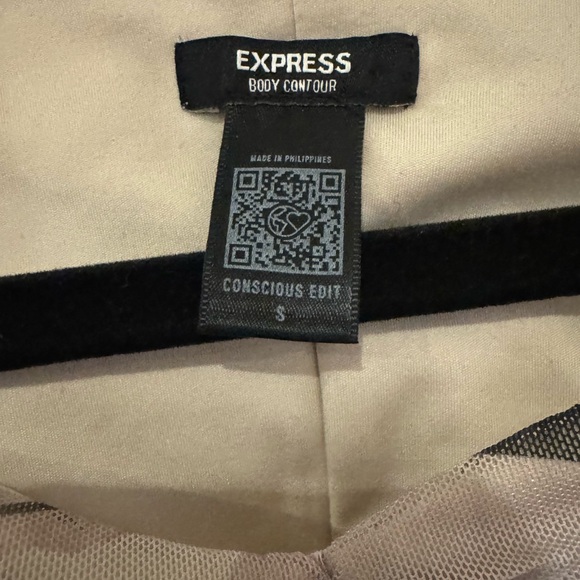 EXPRESS
BODY CONTOUR
MADE IN PHILIPPINES
CONSCIOUS EDIT
S